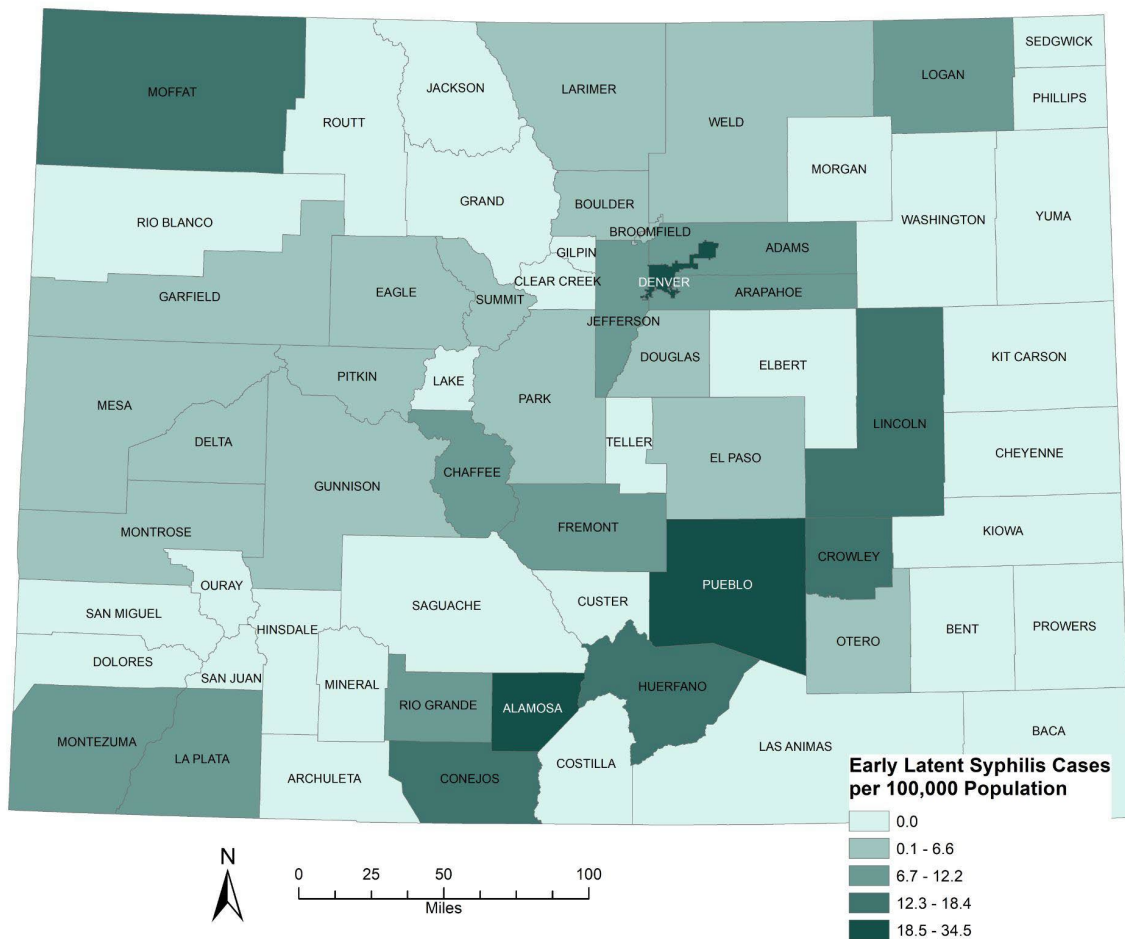 SEDGWICK
LOGAN
MOFFAT
JACKSON
LARIMER
PHILLIPS
ROUTT
WELD
MORGAN
GRAND
BOULDER
RIO BLANCO
WASHINGTON
YUMA
BROOMFIELD
ADAMS
GILPIN
CLEAR CREEK
DENVER
GARFIELD
EAGLE
SUMMIT
ARAPAHOE
JEFFERSON
DOUGLAS
ELBERT
KIT CARSON
PITKIN
LAKE
MESA
PARK
LINCOLN
DELTA
TELLER
EL PASO
CHEYENNE
CHAFFEE
GUNNISON
FREMONT
MONTROSE
KIOWA
CROWLEY
PUEBLO
OURAY
SAGUACHE
CUSTER
SAN MIGUEL
HINSDALE
OTERO
BENT
PROWERS
DOLORES
SAN JUAN
MINERAL
HUERFANO
RIO GRANDE
ALAMOSA
MONTEZUMA
LA PLATA
LAS ANIMAS
BACA
COSTILLA
ARCHULETA
CONEJOS
Early Latent Syphilis Cases
per 100,000 Population
0.0
0.1 - 6.6
6.7 - 12.2
12.3 - 18.4
18.5 - 34.5
N
0 25 50 100
Miles